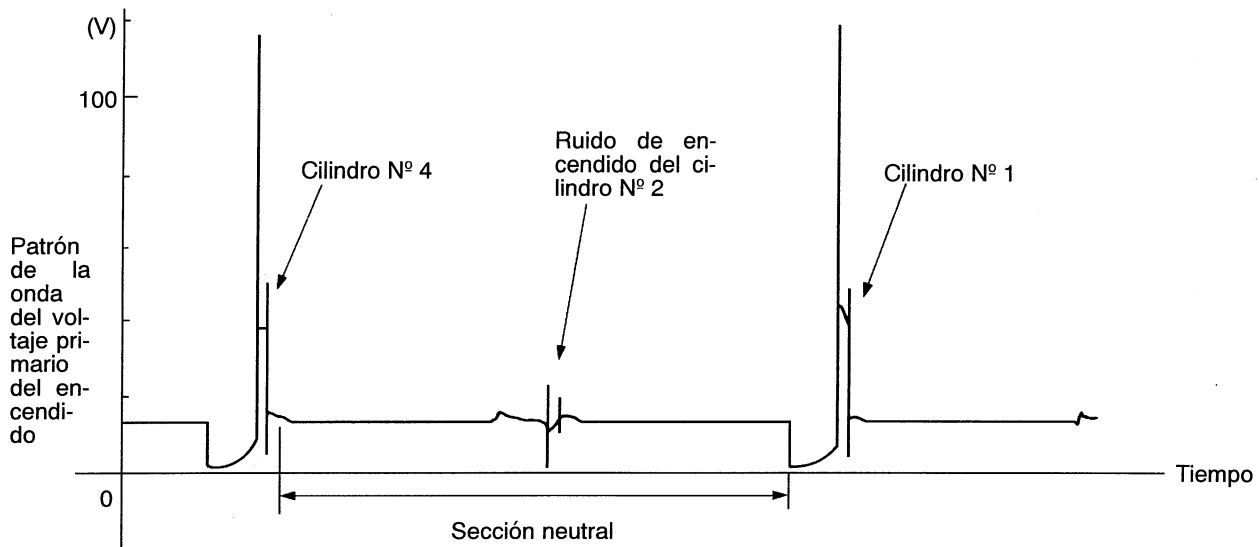 (V)
100
Cilindro Nº 4
Ruido de en-
cendido del ci-
lindro Nº 2
Cilindro Nº 1
Patrón
de la
onda
del vol-
taje pri-
mario
del en-
cendi-
do
0
Tiempo
Sección neutral